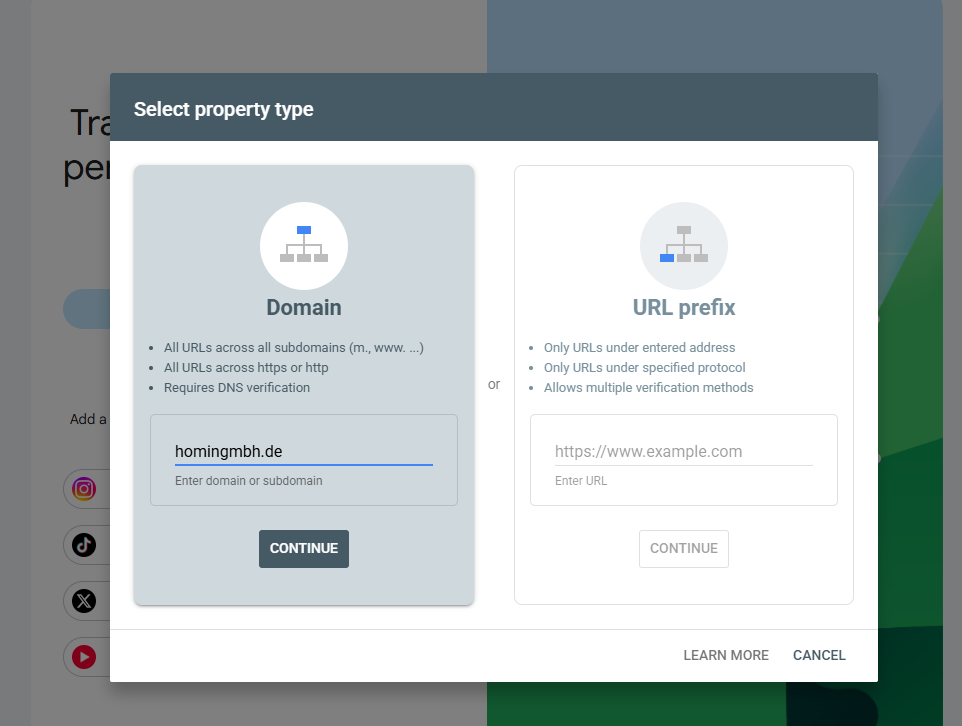 Select property type
Domain
All URLs across all subdomains (m., www. ...)
All URLs across https or http
Requires DNS verification
homingmbh.de
Enter domain or subdomain
CONTINUE
or
URL prefix
Only URLs under entered address
Only URLs under specified protocol
Allows multiple verification methods
https://www.example.com
Enter URL
CONTINUE
LEARN MORE
CANCEL
Add a